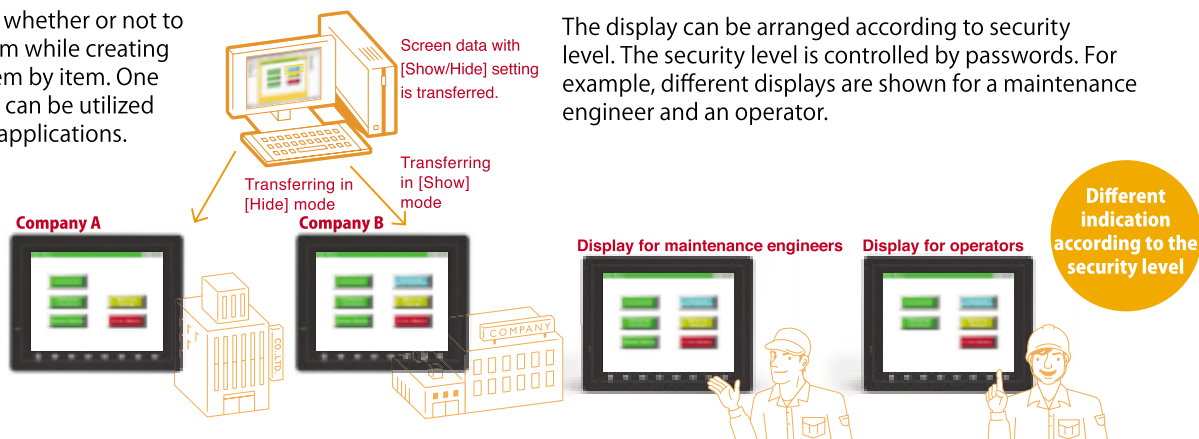 whether or not to
m while creating
em by item. One
can be utilized
applications.
Screen data with
[Show/Hide] setting
is transferred.
Transferring in
[Hide] mode
Transferring
in [Show]
mode
Company A
Company B
CO.,LTD
COMPANY
The display can be arranged according to security
level. The security level is controlled by passwords. For
example, different displays are shown for a maintenance
engineer and an operator.
Display for maintenance engineers
Display for operators
Different
indication
according to the
security level